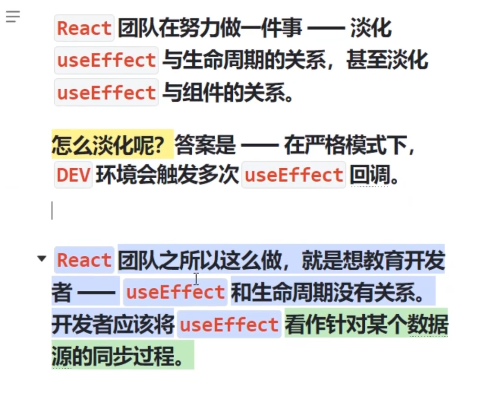 React 团队在努力做一件事 —— 淡化
useEffect 与生命周期的关系，甚至淡化
useEffect 与组件的关系。
怎么淡化呢？答案是 —— 在严格模式下，
DEV 环境会触发多次 useEffect 回调。
React 团队之所以这么做，就是想教育开发
者 —— useEffect 和生命周期没有关系。
开发者应该将 useEffect 看作针对某个数据
源的同步过程。